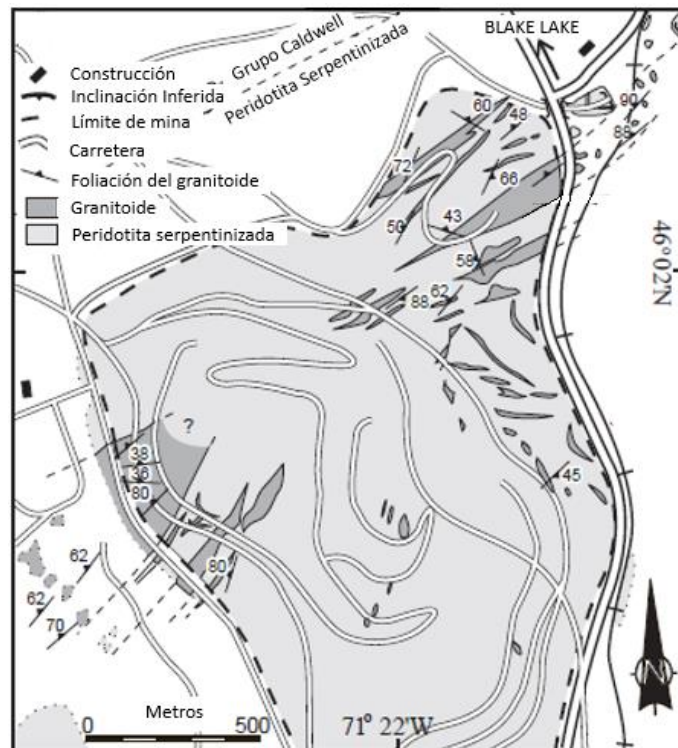 BLAKE LAKE
Grupo Caldwell
Peridotita Serpentinizada
Construcción
Inclinación Inferida
Límite de mina
Carretera
Foliación del granitoide
Granitoide
Peridotita serpentinizada
60
48
90
88
72
66
50
43
58
62
88
46°02'N
?
38
36
80
45
62
80
62
70
Metros
0
500
71° 22'W
N